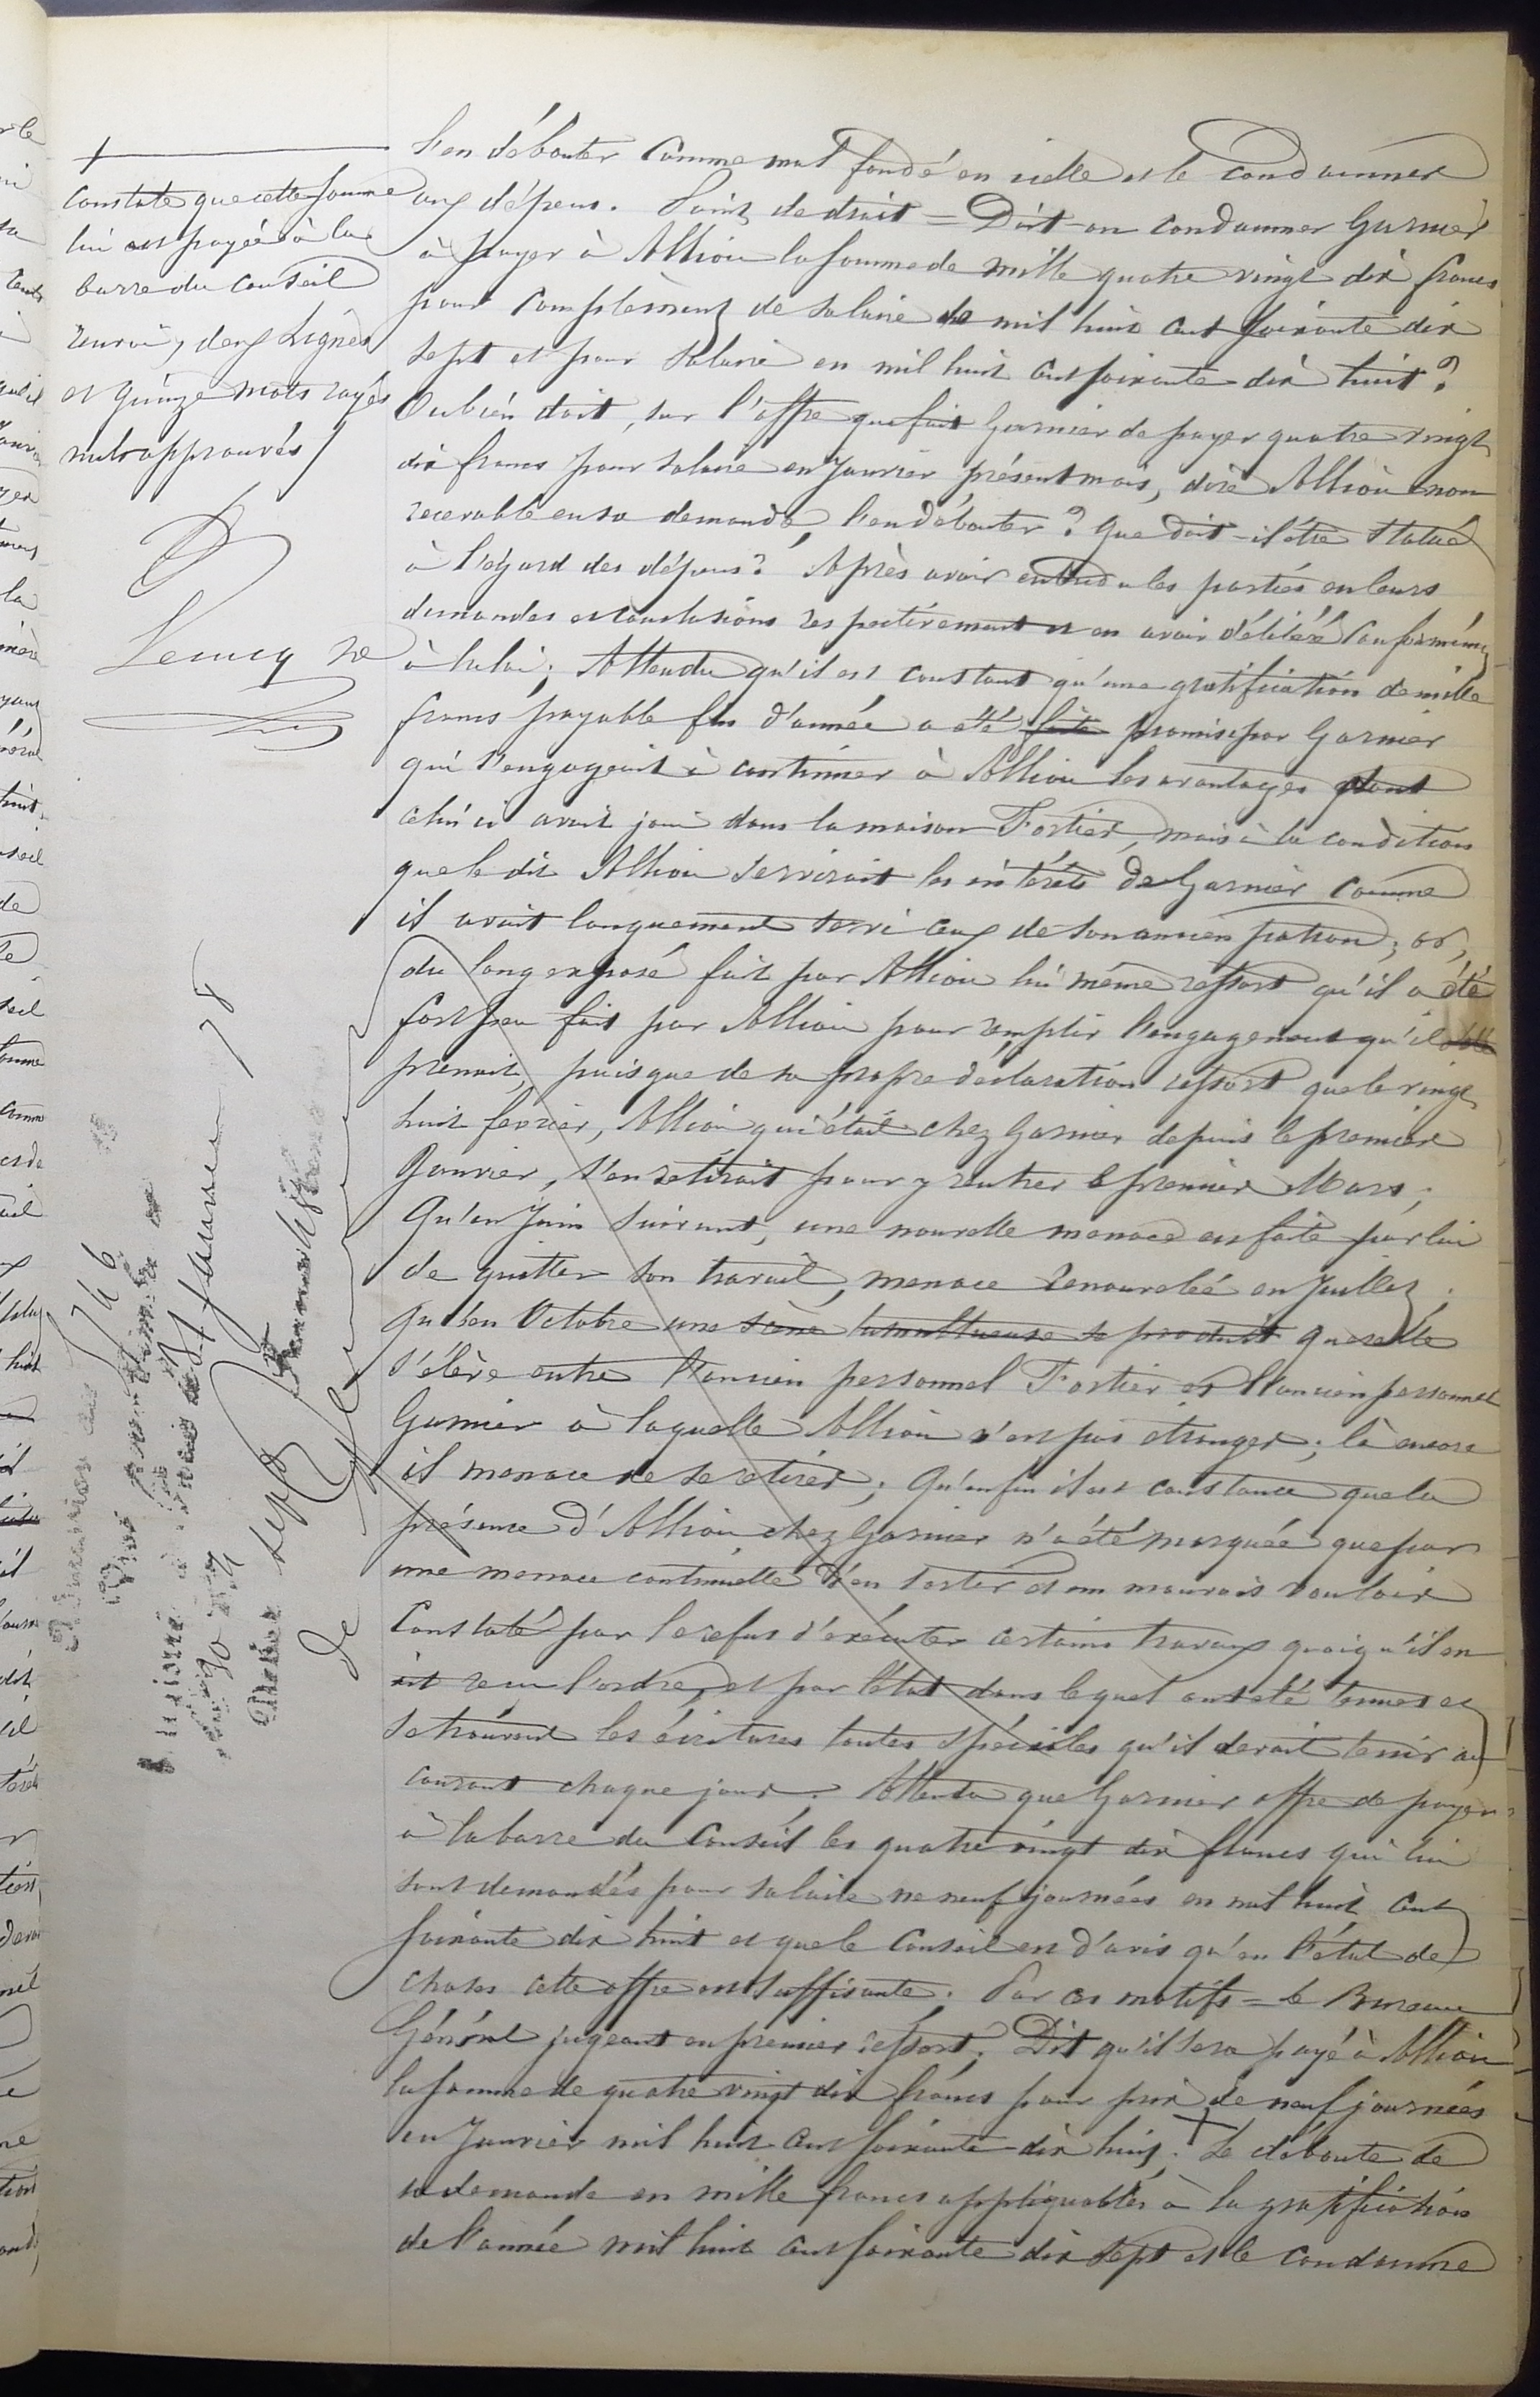 l'en débouter comme mal fondé en icelle et le condamner
aux dépens. Point de droit = Doit-on condamner Garnier
à payer à Allion la somme de mille quatre vingt dix francs
pour complément de salaire de mil huit cent soixante dix
sept et pour salaire en mil huit cent soixante dix huit ?
Ou bien doit, sur l'offre que fait Garnier de payer quatre vingt
dix francs pour salaire en Janvier présent mois, dire Allion non
recevable en sa demande, l'en débouter ? Que doit-il être statué
à l'égard des dépens ? Après avoir entendu les parties en leurs
demandes et conclusions respectivement et en avoir délibéré conformément
à la loi ; Attendu qu'il est constant qu'une gratification de mille
francs payable fin d'année a été faite promise par Garnier
qui s'engageait à continuer à Allion les avantages dont
celui ci avait joui dans la maison Fortier, mais à la condition
que le dit Allion servirait les intérêts de Garnier comme
il avait longuement servi ceux de son ancien patron ; or,
du long exposé fait par Allion lui même ressort qu'il a été
fort peu fait par Allion pour remplir l'engagement qu'il
prenait, puisque de sa propre déclaration ressort que le vingt
huit fevrier, Allion qui était chez Garnier depuis le premier
Janvier, s'en retirait pour y rentrer le premier Mars ;
Qu'en Juin suivant, une nouvelle menace est faite par lui
de quitter son travail, menace renouvelée en Juillet ;
Qu'en Octobre une scène tumultueuse se produit querelle
s'élève entre l'ancien personnel Fortier et l'ancien personnel
Garnier à laquelle Allion n'est pas étranger ; là encore
il menace de se retirer ; Qu'enfin il est constant que la
présence d'Allion chez Garnier n'a été marquée que par
une menace continuelle d'en sortir et un mauvais vouloir
constaté par le refus d'exécuter certains travaux quoiqu'il en
ait reçu l'ordre, et par l'état dans lequel ont été tenues et
se trouvent les écritures toutes spéciales qu'il devait tenir au
courant chaque jour. Attendu que Garnier offre de payer
à la barre du Conseil les quatre vingt dix francs qui lui
sont demandés pour salaire de neuf journées en mil huit cent
soixante dix huit et que le Conseil est d'avis qu'en l'état de
choses cette offre est suffisante. Par ces motifs = le Bureau
Général jugeant en premier ressort ; Dit qu'il sera payé à Allion
la somme de quatre vingt dix francs pour prix de neuf journées
en Janvier mil huit cent soixante dix huit. + Le déboute de
sa demande en mille francs appliquables à la gratification
de l'année mil huit cent soixante dix sept et le condamne
+
constate que cette somme
lui est payée à la
barre du Conseil
renvoi, deux lignes
et quinze mots rayés
nuls approuvés /
Lecucq